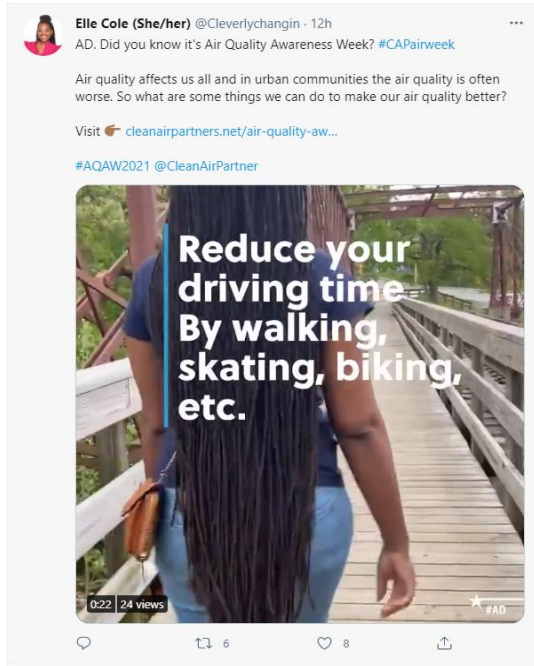 Elle Cole (She/her) @Cleverlychangin · 12h
AD. Did you know it's Air Quality Awareness Week? #CAPairweek
Air quality affects us all and in urban communities the air quality is often
worse. So what are some things we can do to make our air quality better?
Visit 👉🏾 cleanairpartners.net/air-quality-aw...
#AQAW2021 @CleanAirPartner
Reduce your
driving time
By walking,
skating, biking,
etc.
0:22 24 views
#AD
6 8